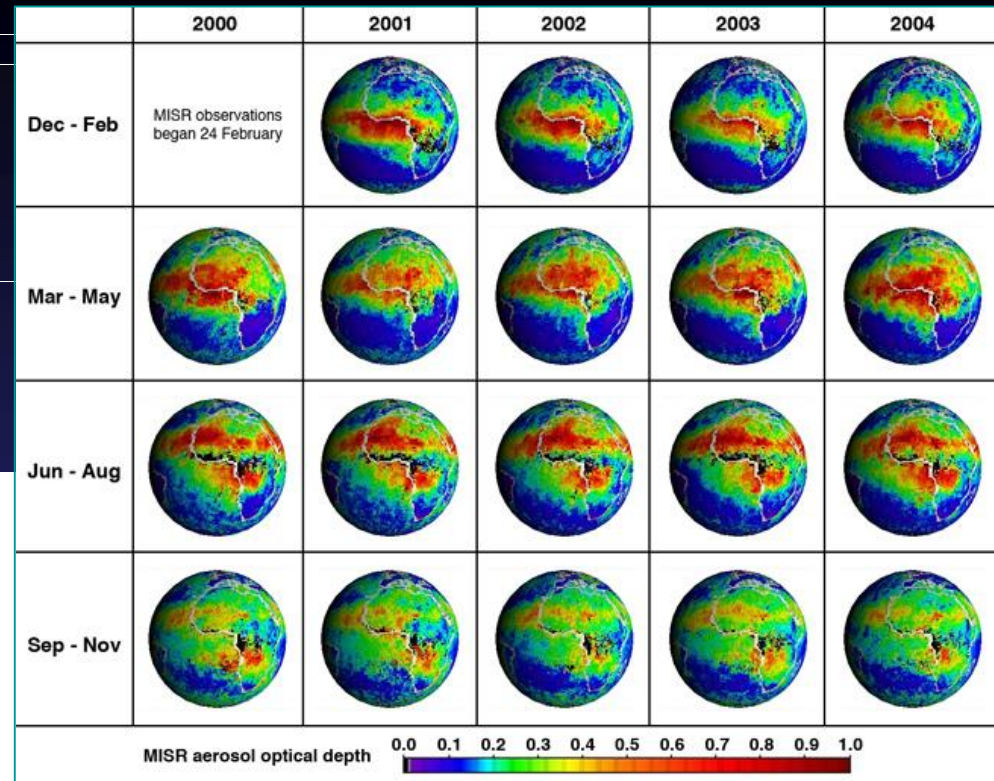 2000 2001 2002 2003 2004
Dec - Feb
MISR observations
began 24 February
Mar - May
Jun - Aug
Sep - Nov
MISR aerosol optical depth
0.0 0.1 0.2 0.3 0.4 0.5 0.6 0.7 0.8 0.9 1.0